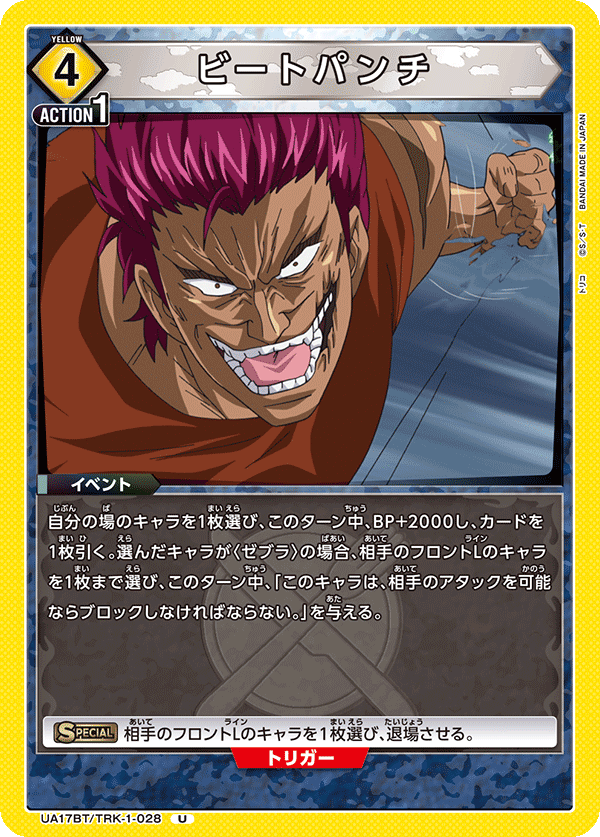 YELLOW
4
ACTION 1
ビートパンチ
トリコ ©S/S・T BANDAI MADE IN JAPAN
イベント
自分の場のキャラを1枚選び、このターン中、BP+2000し、カードを
1枚引く。選んだキャラが〈ゼブラ〉の場合、相手のフロントLのキャラ
を1枚まで選び、このターン中、「このキャラは、相手のアタックを可能
ならブロックしなければならない。」を与える。
SPECIAL 相手のフロントLのキャラを1枚選び、退場させる。
トリガー
UA17BT/TRK-1-028 U